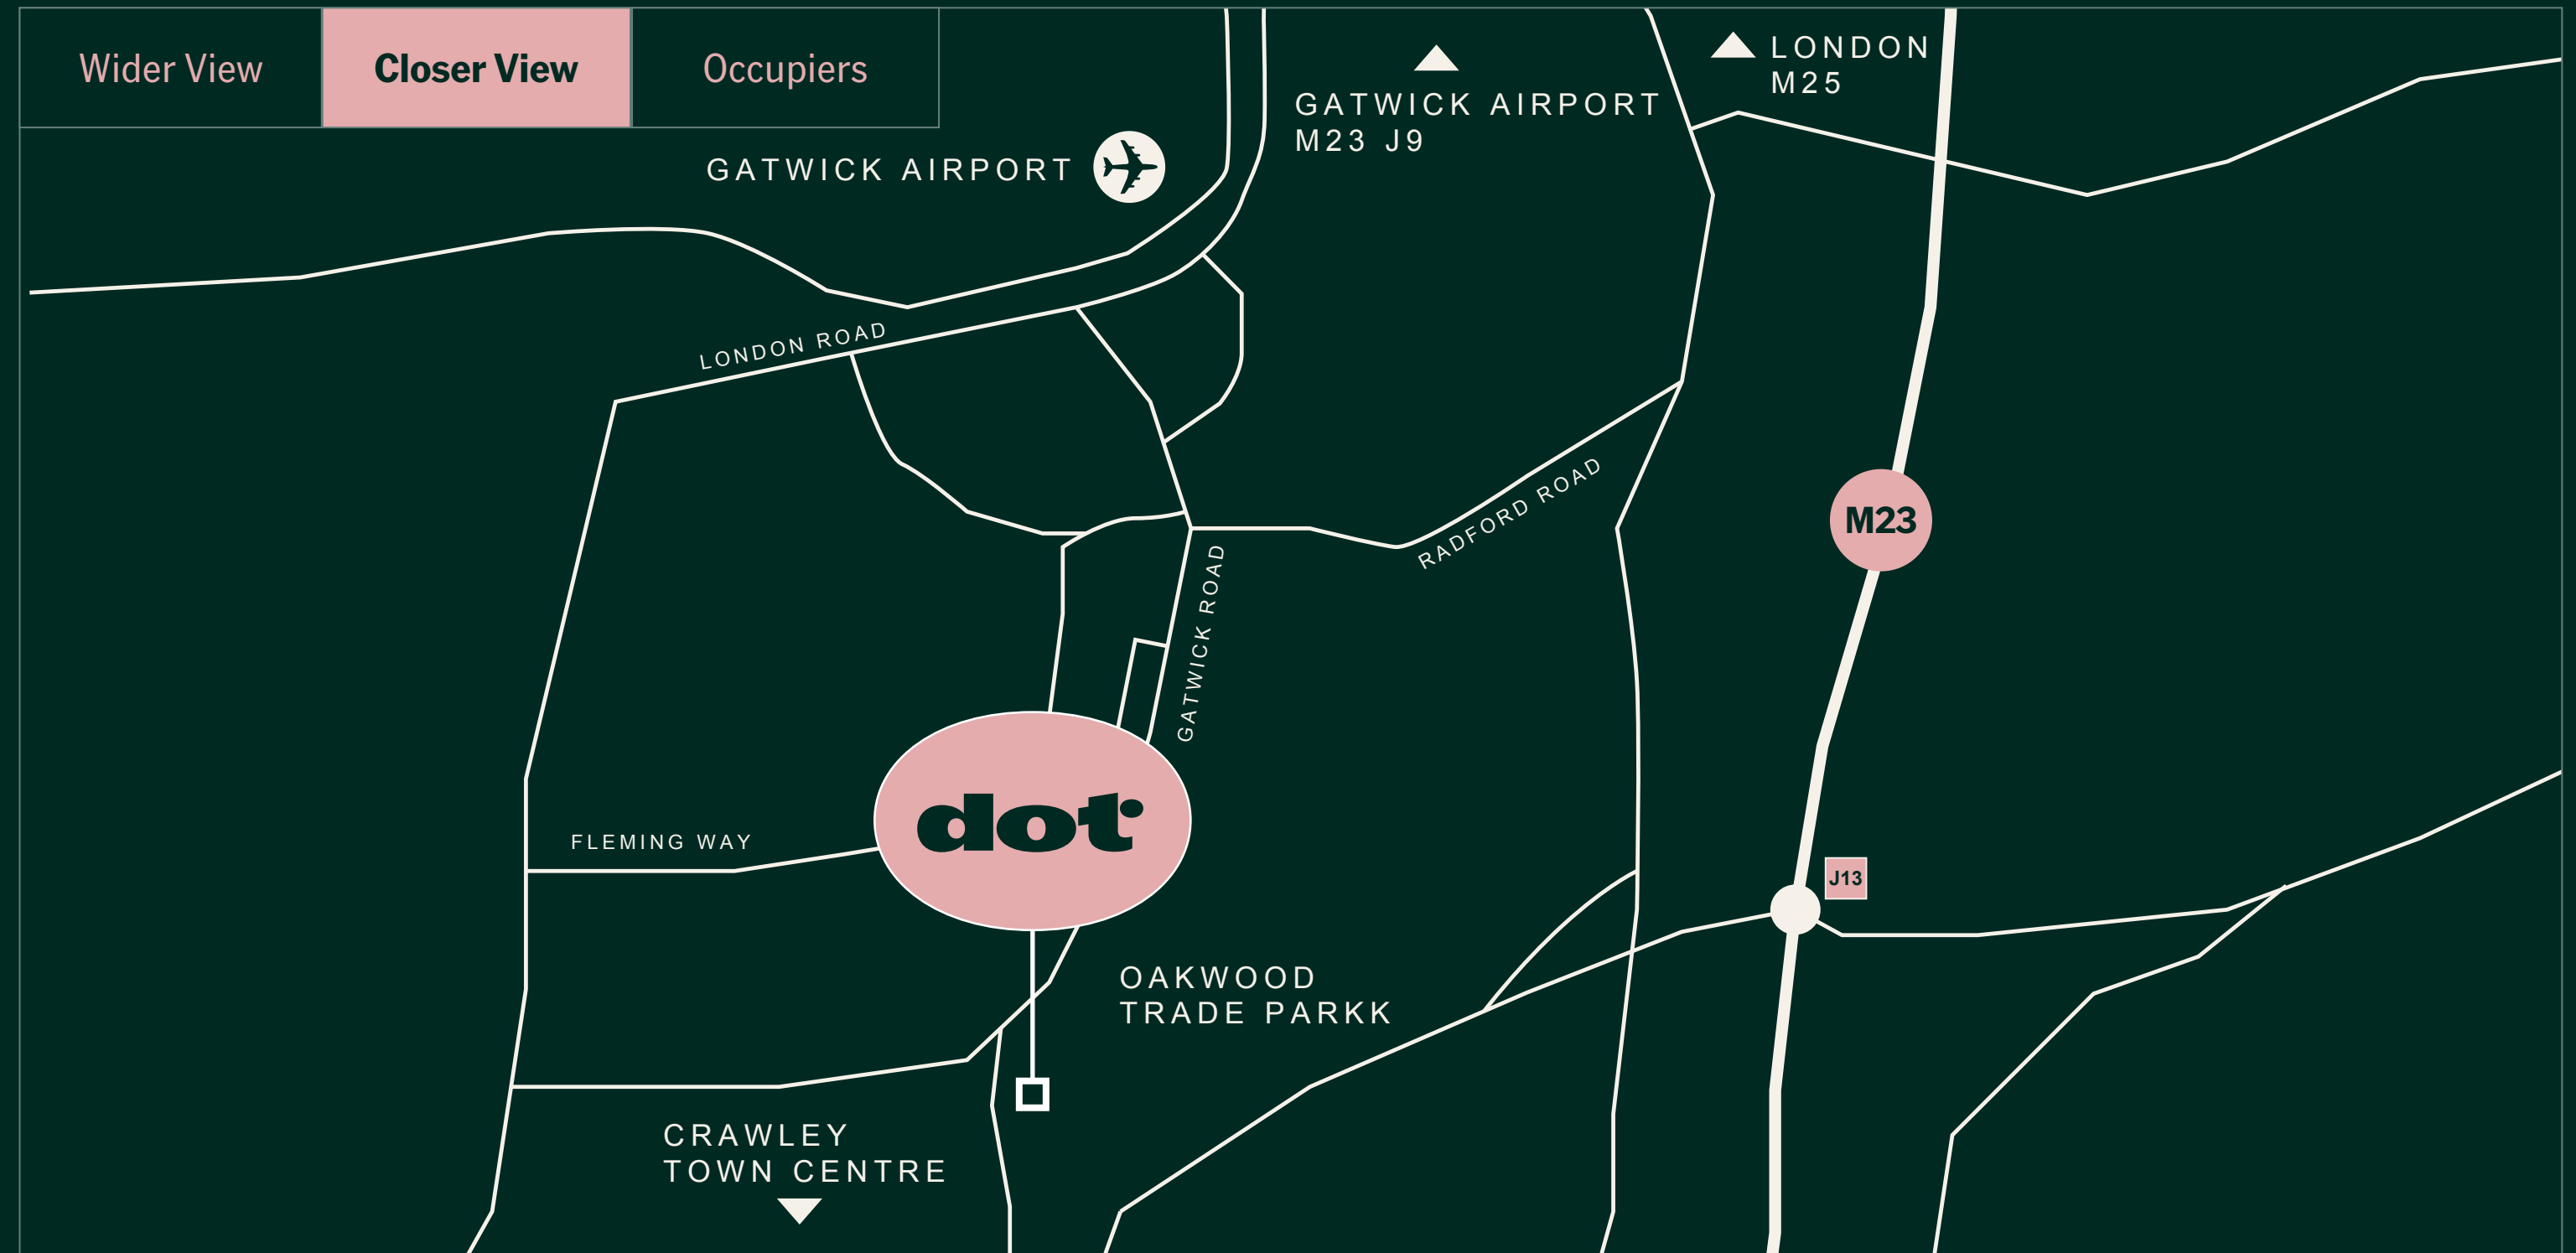 Wider View
Closer View
Occupiers
LONDON
M25
GATWICK AIRPORT
M23 J9
GATWICK AIRPORT
LONDON ROAD
RADFORD ROAD
M23
GATWICK ROAD
dot
FLEMING WAY
J13
OAKWOOD
TRADE PARKK
CRAWLEY
TOWN CENTRE